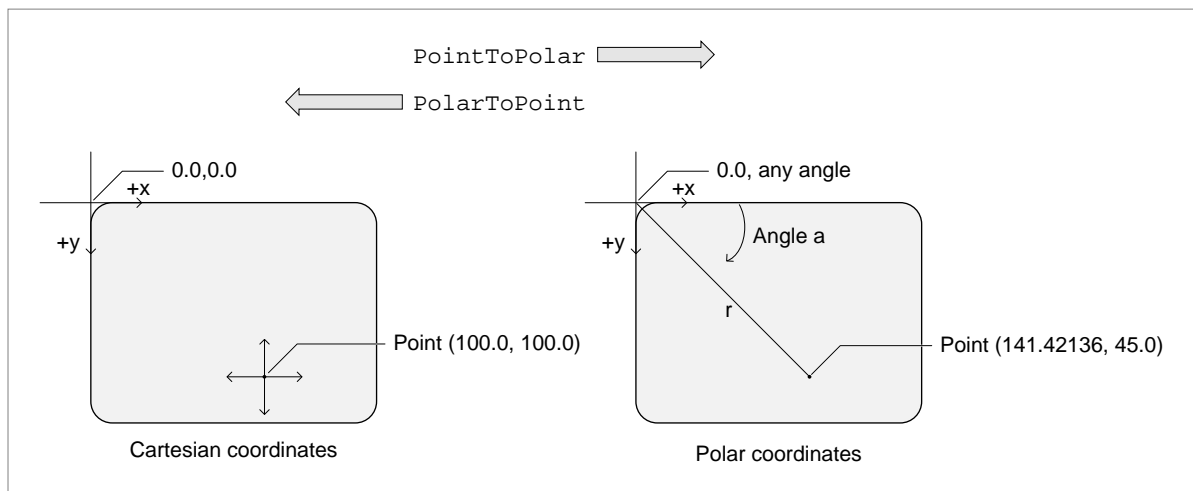 PointToPolar
PolarToPoint
0.0,0.0
+x
+y
Point (100.0, 100.0)
Cartesian coordinates
0.0, any angle
+x
+y
Angle a
r
Point (141.42136, 45.0)
Polar coordinates